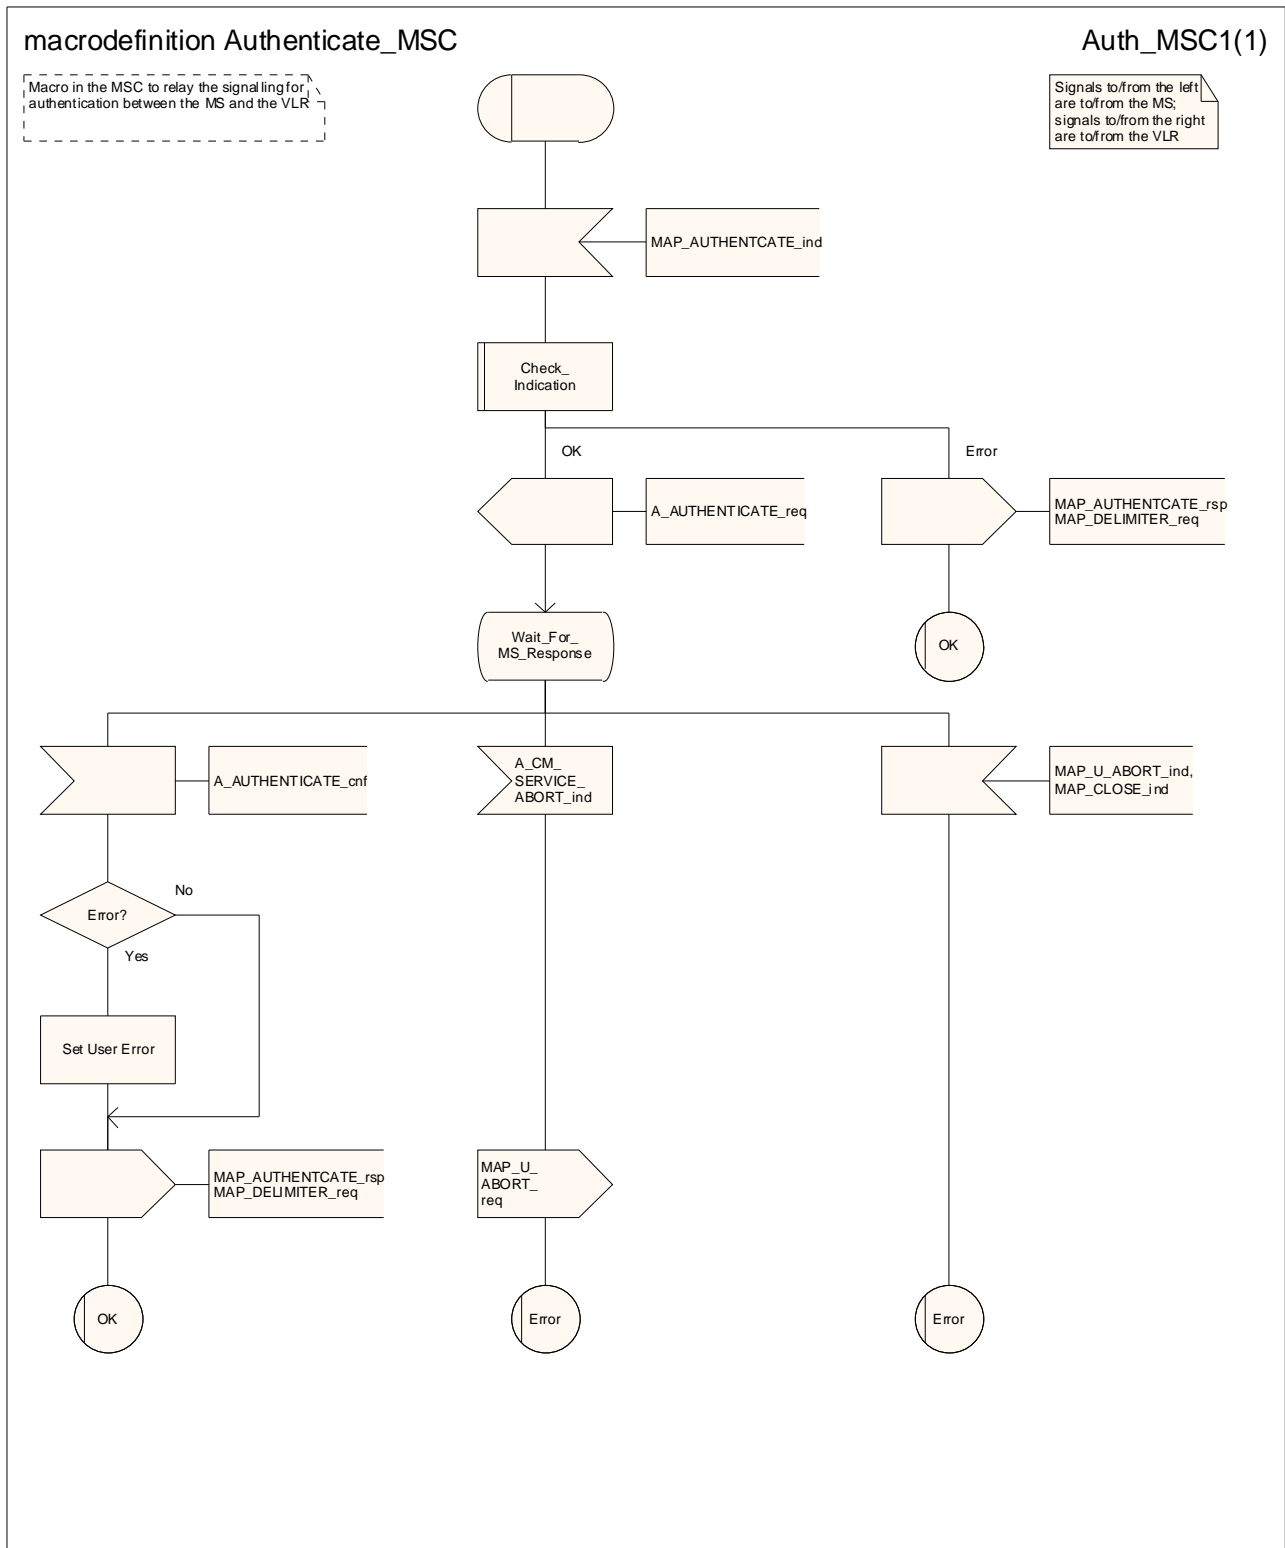 macrodefinition Authenticate_MSC
Auth_MSC1(1)
Macro in the MSC to relay the signalling for
authentication between the MS and the VLR
Signals to/from the left
are to/from the MS;
signals to/from the right
are to/from the VLR
MAP_AUTHENTCATE_ind
Check_
Indication
OK
Error
A_AUTHENTICATE_req
MAP_AUTHENTCATE_rsp
MAP_DELIMITER_req
Wait_For_
MS_Response
OK
A_AUTHENTICATE_cnf
A_CM_
SERVICE_
ABORT_ind
MAP_U_ABORT_ind,
MAP_CLOSE_ind
No
Error?
Yes
Set User Error
MAP_AUTHENTCATE_rsp
MAP_DELIMITER_req
MAP_U_
ABORT_
req
OK
Error
Error